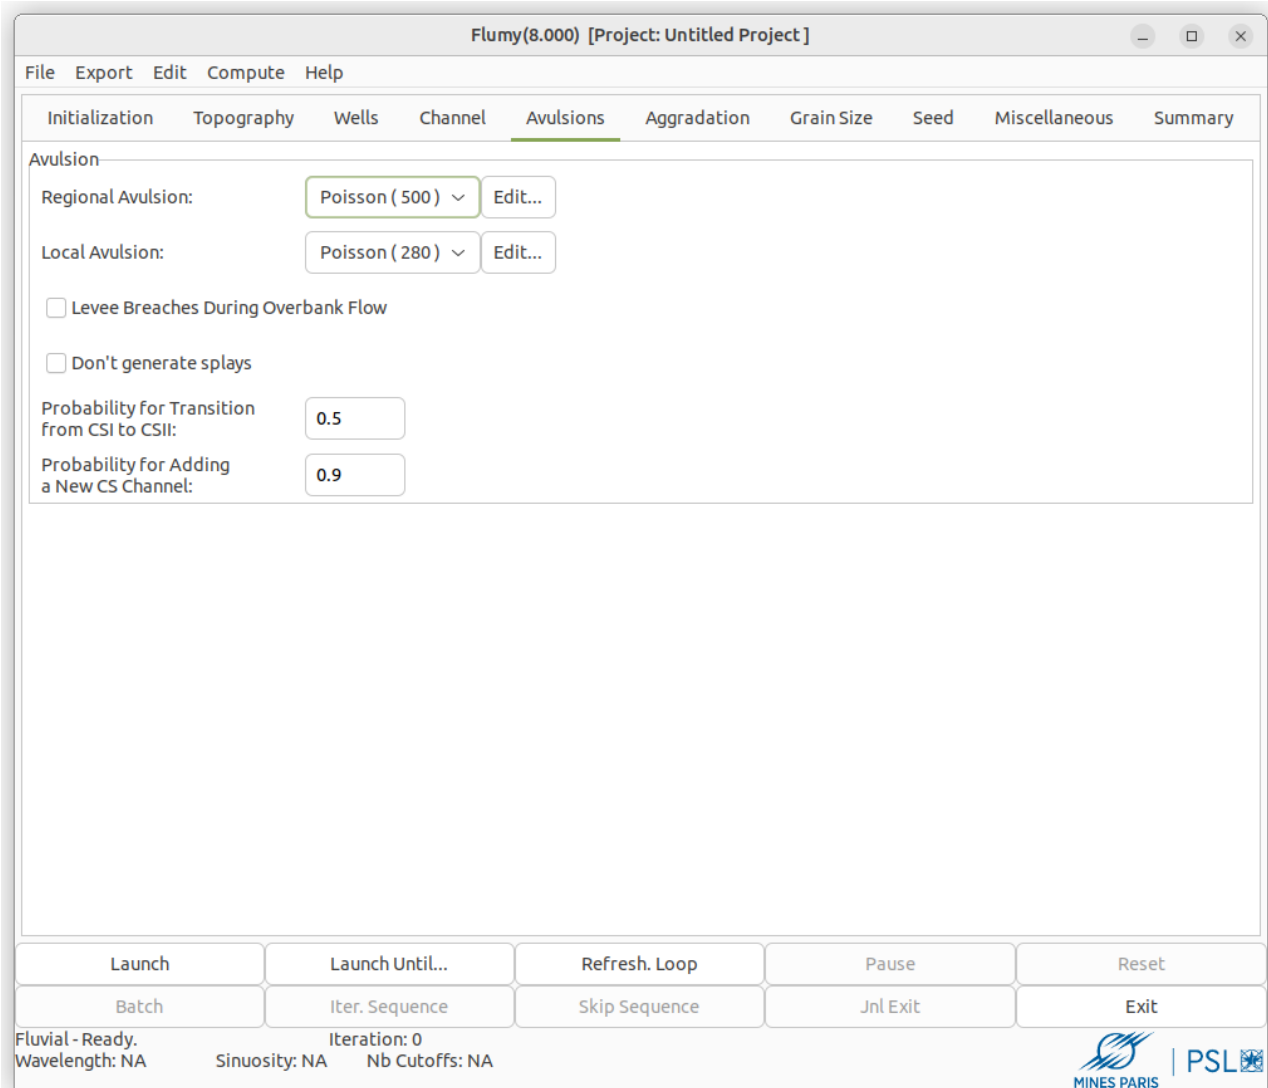 Flumy(8.000) [Project: Untitled Project ]
File Export Edit Compute Help
Initialization Topography Wells Channel Avulsions Aggradation Grain Size Seed Miscellaneous Summary
Avulsion
Regional Avulsion: Poisson ( 500 ) Edit...
Local Avulsion: Poisson ( 280 ) Edit...
Levee Breaches During Overbank Flow
Don't generate splays
Probability for Transition
from CSI to CSII:
0.5
Probability for Adding
a New CS Channel:
0.9
Launch Launch Until... Refresh. Loop Pause Reset
Batch Iter. Sequence Skip Sequence Jnl Exit Exit
Fluvial - Ready. Iteration: 0
Wavelength: NA Sinuosity: NA Nb Cutoffs: NA
MINES PARIS | PSL